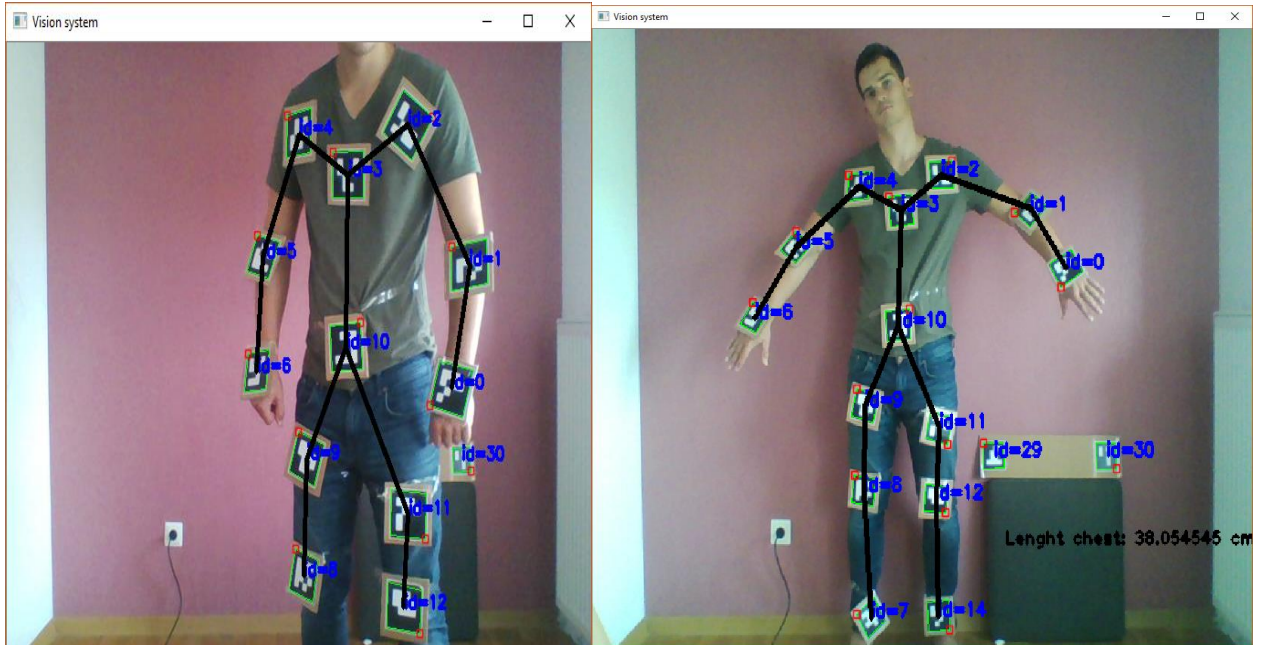 Vision system
id=4
id=2
id=3
id=5
id=1
id=10
id=6
id=0
id=9
id=30
id=11
id=8
id=12
Vision system
id=2
id=4
id=3
id=1
id=5
id=0
id=6
id=10
id=9
id=11
id=29
id=30
id=8
id=12
Lenght chest: 38.054545 cm
id=7
id=14